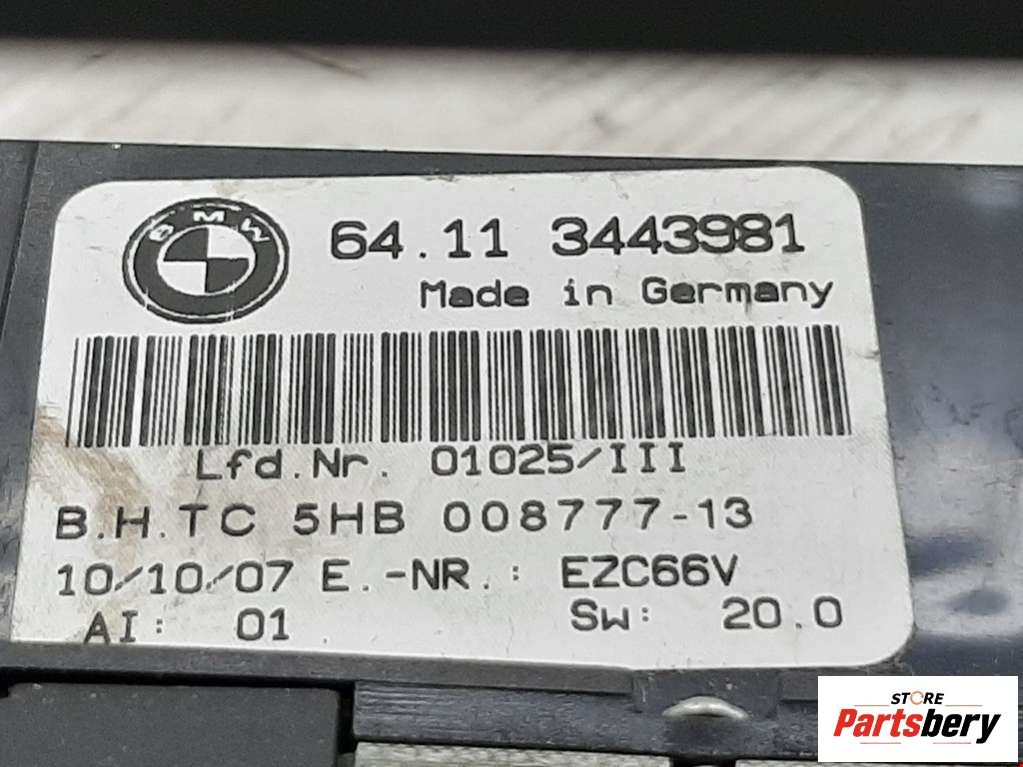 BMW
64.11 3443981
Made in Germany
Lfd.Nr. 01025/III
B.H.TC 5HB 008777-13
10/10/07 E.-NR.: EZC66V
AI: 01 Sw: 20.0
STORE
Partsbery